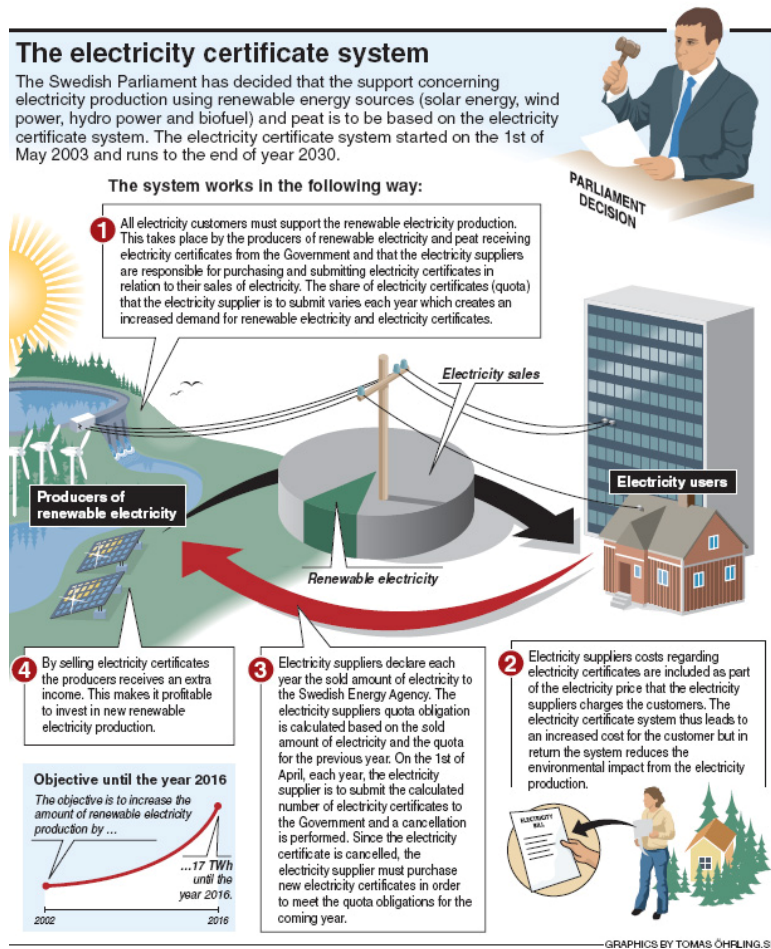 The electricity certificate system
The Swedish Parliament has decided that the support concerning
electricity production using renewable energy sources (solar energy, wind
power, hydro power and biofuel) and peat is to be based on the electricity
certificate system. The electricity certificate system started on the 1st of
May 2003 and runs to the end of year 2030.
PARLIAMENT
DECISION
The system works in the following way:
1
All electricity customers must support the renewable electricity production.
This takes place by the producers of renewable electricity and peat receiving
electricity certificates from the Government and that the electricity suppliers
are responsible for purchasing and submitting electricity certificates in
relation to their sales of electricity. The share of electricity certificates (quota)
that the electricity supplier is to submit varies each year which creates an
increased demand for renewable electricity and electricity certificates.
Electricity sales
Producers of
renewable electricity
Electricity users
Renewable electricity
4
By selling electricity certificates
the producers receives an extra
income. This makes it profitable
to invest in new renewable
electricity production.
3
Electricity suppliers declare each
year the sold amount of electricity to
the Swedish Energy Agency. The
electricity suppliers quota obligation
is calculated based on the sold
amount of electricity and the quota
for the previous year. On the 1st of
April, each year, the electricity
supplier is to submit the calculated
number of electricity certificates to
the Government and a cancellation
is performed. Since the electricity
certificate is cancelled, the
electricity supplier must purchase
new electricity certificates in order
to meet the quota obligations for the
coming year.
2
Electricity suppliers costs regarding
electricity certificates are included as part
of the electricity price that the electricity
suppliers charges the customers. The
electricity certificate system thus leads to
an increased cost for the customer but in
return the system reduces the
environmental impact from the electricity
production.
ELECTRICITY
BILL
Objective until the year 2016
The objective is to increase the
amount of renewable electricity
production by ...
...17 TWh
until the
year 2016.
2002
2016
GRAPHICS BY TOMAS ÖHRLING.